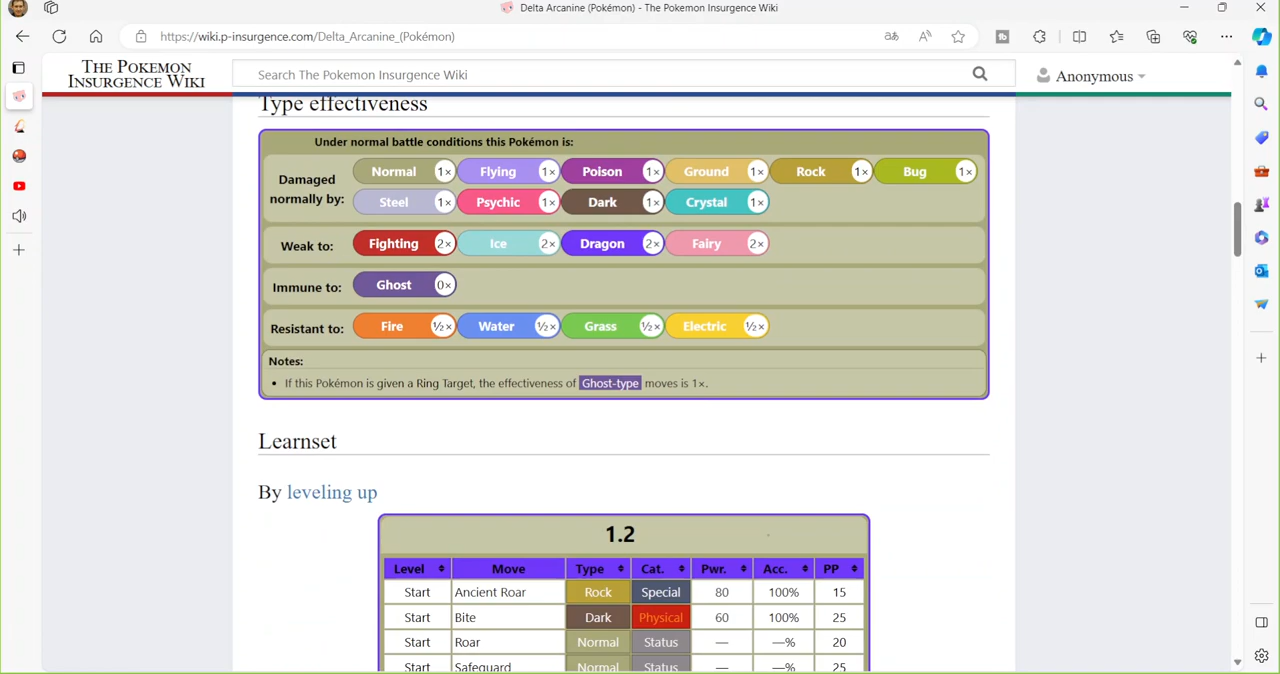 Delta Arcanine (Pokémon) - The Pokemon Insurgence Wiki
https://wiki.p-insurgence.com/Delta_Arcanine_(Pokémon)
THE POKEMON
INSURGENCE WIKI
Search The Pokemon Insurgence Wiki
Anonymous
Type effectiveness
Under normal battle conditions this Pokémon is:
Damaged normally by:
Normal 1× Flying 1× Poison 1× Ground 1× Rock 1× Bug 1×
Steel 1× Psychic 1× Dark 1× Crystal 1×
Weak to: Fighting 2× Ice 2× Dragon 2× Fairy 2×
Immune to: Ghost 0×
Resistant to: Fire ½× Water ½× Grass ½× Electric ½×
Notes:
• If this Pokémon is given a Ring Target, the effectiveness of Ghost-type moves is 1×.
Learnset
By leveling up
1.2
Level Move Type Cat. Pwr. Acc. PP
Start Ancient Roar Rock Special 80 100% 15
Start Bite Dark Physical 60 100% 25
Start Roar Normal Status — —% 20
Start Safeguard Normal Status — —% 25